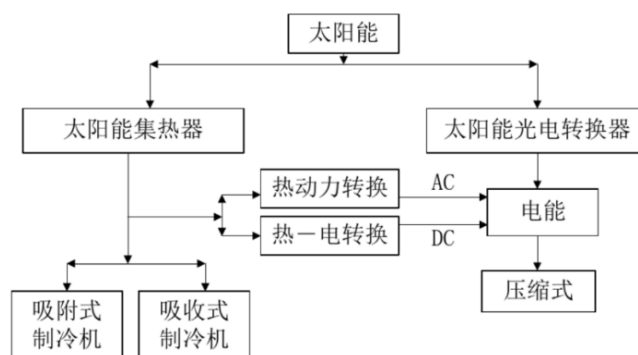 太阳能
太阳能集热器
太阳能光电转换器
热动力转换
AC
电能
热－电转换
DC
吸附式
制冷机
吸收式
制冷机
压缩式